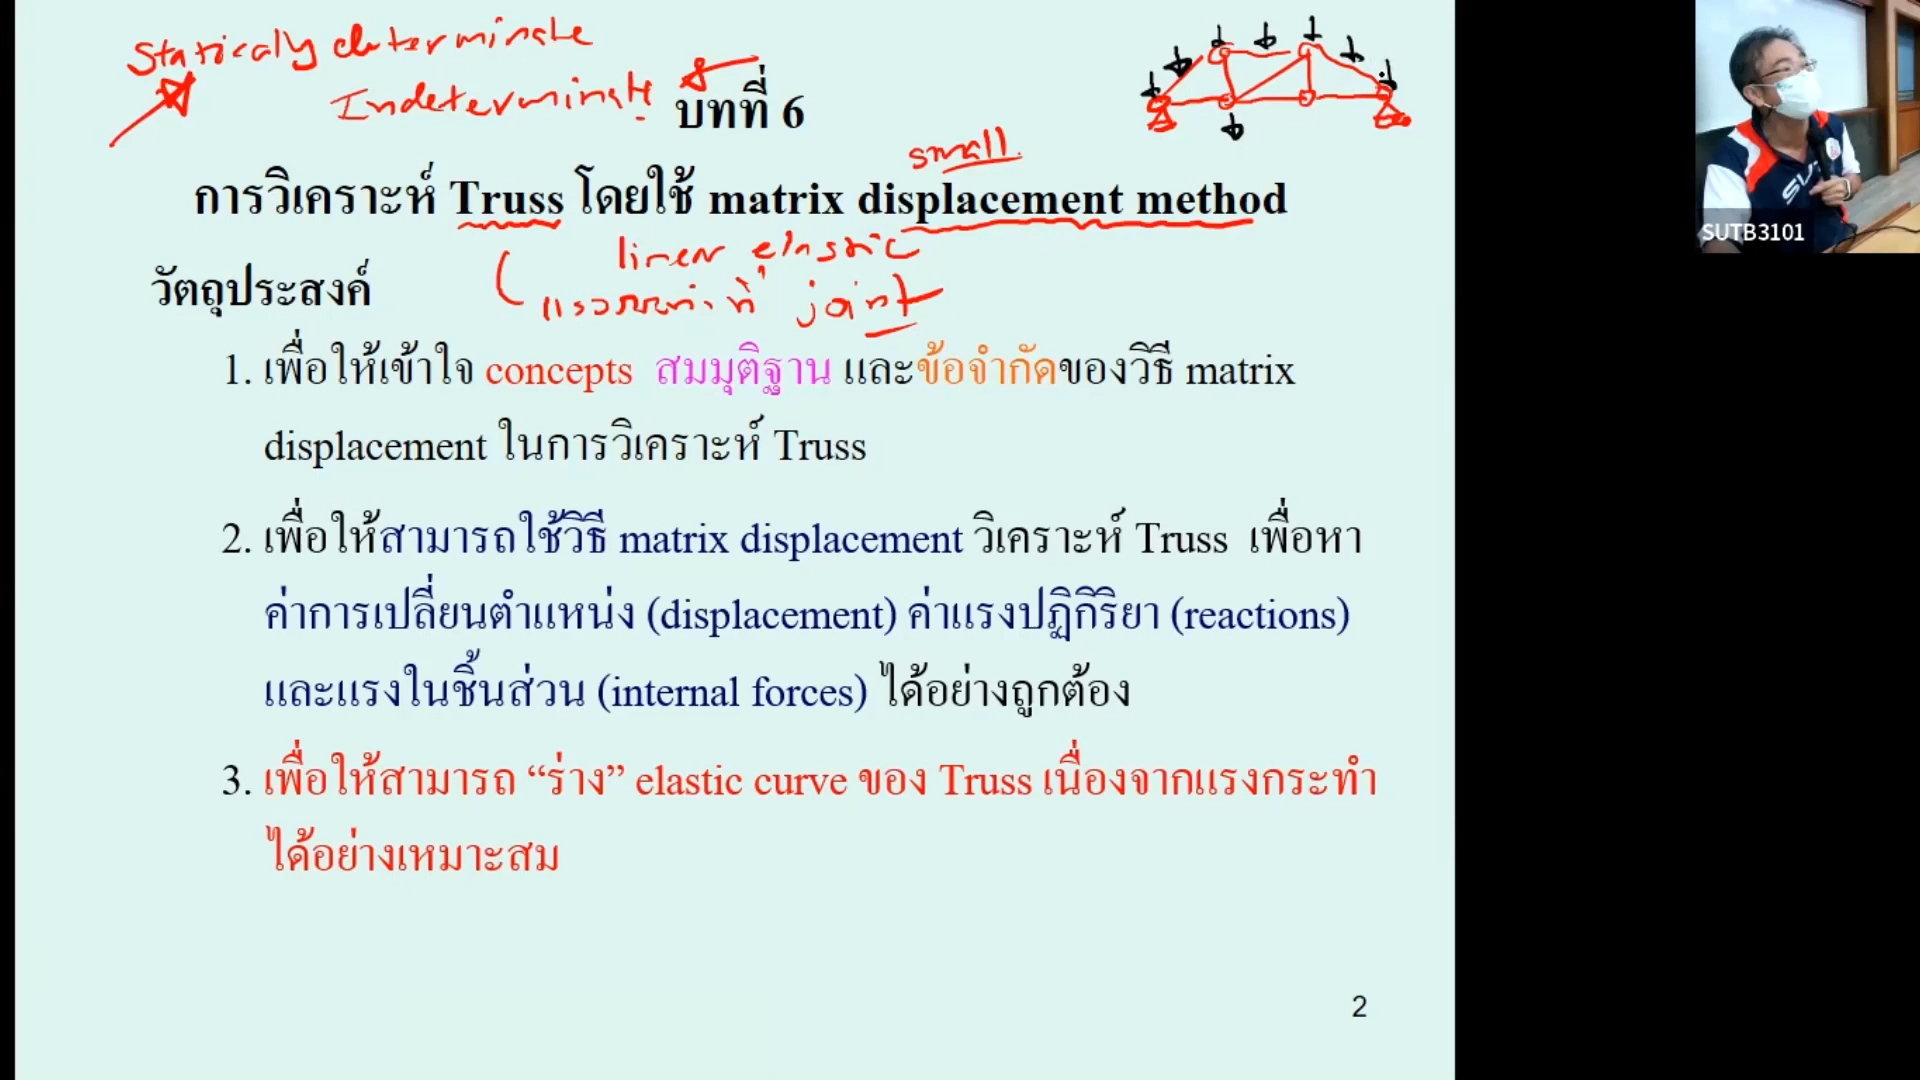 Statically determinate
Indeterminate
บทที่ 6
small
การวิเคราะห์ Truss โดยใช้ matrix displacement method
linear elastic
joint
วัตถุประสงค์
1. เพื่อให้เข้าใจ concepts สมมุติฐาน และข้อจำกัดของวิธี matrix
displacement ในการวิเคราะห์ Truss
2. เพื่อให้สามารถใช้วิธี matrix displacement วิเคราะห์ Truss เพื่อหา
ค่าการเปลี่ยนตำแหน่ง (displacement) ค่าแรงปฏิกิริยา (reactions)
และแรงในชิ้นส่วน (internal forces) ได้อย่างถูกต้อง
3. เพื่อให้สามารถ “ร่าง” elastic curve ของ Truss เนื่องจากแรงกระทำ
ได้อย่างเหมาะสม
2
SUTB3101